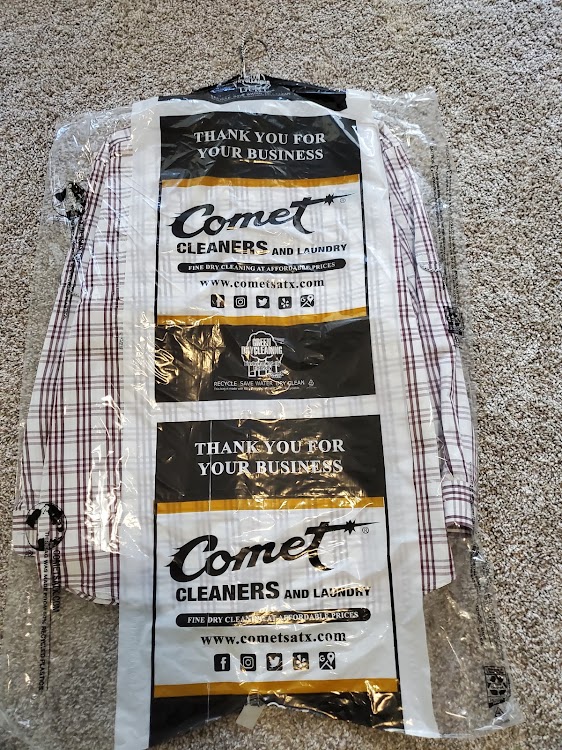 THANK YOU FOR
YOUR BUSINESS
Comet ®
CLEANERS AND LAUNDRY
FINE DRY CLEANING AT AFFORDABLE PRICES
www.cometsatx.com
GREEN
DRYCLEANING
RECYCLE. SAVE WATER. DRY CLEAN.
THANK YOU FOR
YOUR BUSINESS
Comet ®
CLEANERS AND LAUNDRY
FINE DRY CLEANING AT AFFORDABLE PRICES
www.cometsatx.com